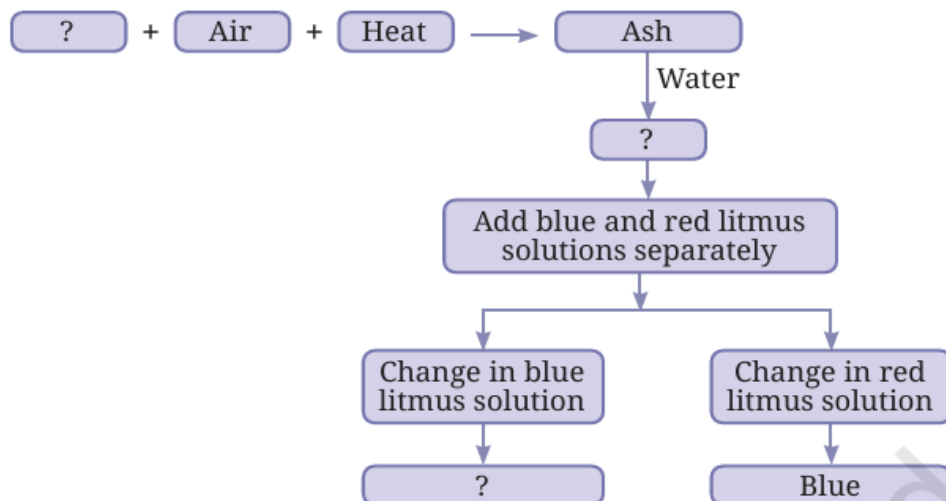 ? + Air + Heat → Ash
Water
?
Add blue and red litmus
solutions separately
Change in blue
litmus solution
Change in red
litmus solution
?
Blue